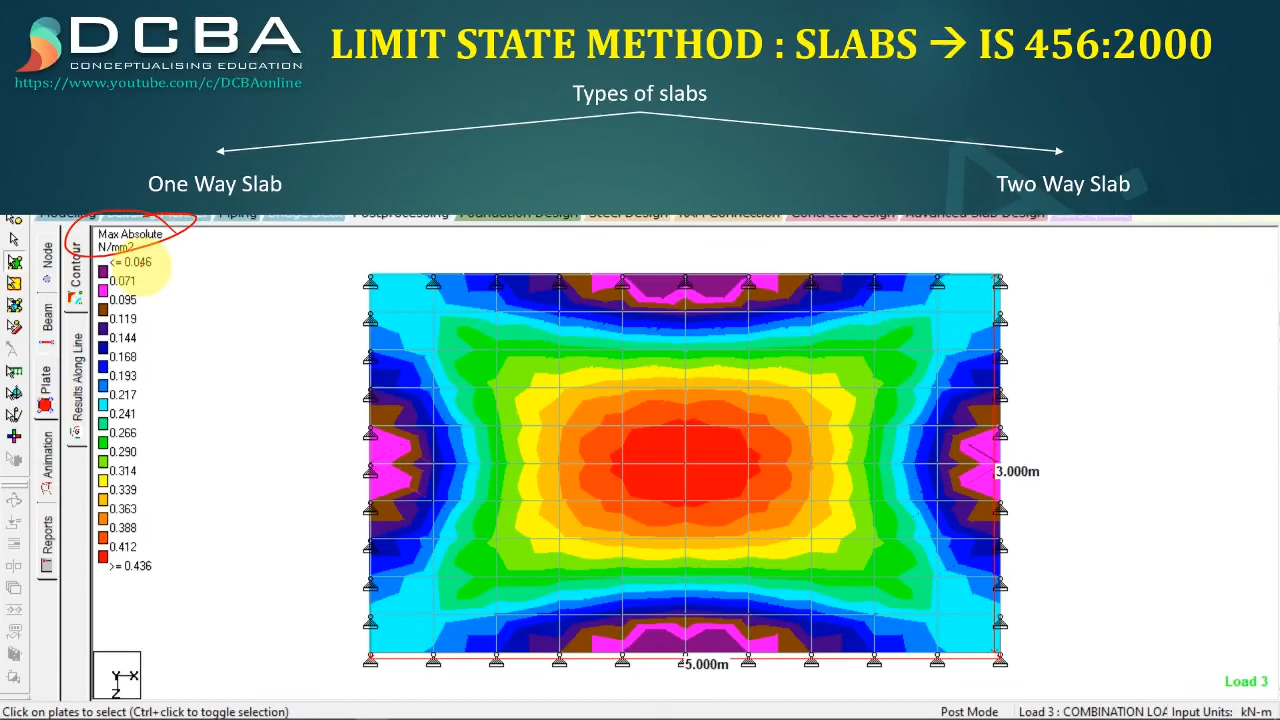 DCBA
CONCEPTUALISING EDUCATION
https://www.youtube.com/c/DCBAonline
LIMIT STATE METHOD : SLABS → IS 456:2000
Types of slabs
One Way Slab
Two Way Slab
Modelling
Piping
Postprocessing
Foundation Design
Steel Design
RAM Connection
Concrete Design
Advanced Slab Design
Node
Beam
Plate
Animation
Reports
Contour
Results Along Line
Max Absolute
N/mm2
<= 0.046
0.071
0.095
0.119
0.144
0.168
0.193
0.217
0.241
0.266
0.290
0.314
0.339
0.363
0.388
0.412
>= 0.436
3.000m
5.000m
Y X
Z
Load 3
Click on plates to select (Ctrl+click to toggle selection)
Post Mode
Load 3 : COMBINATION LOA
Input Units: kN-m